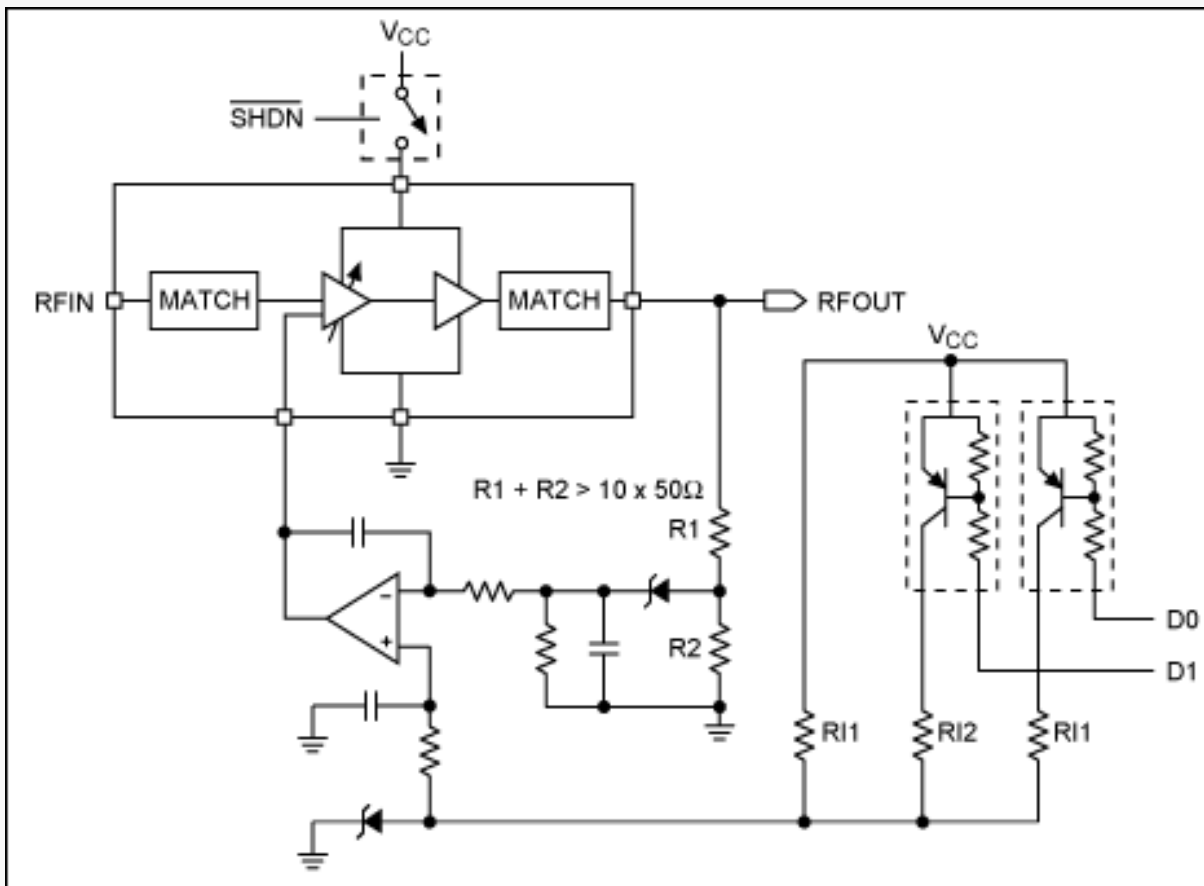 VCC
SHDN
RFIN
MATCH
MATCH
RFOUT
VCC
R1 + R2 > 10 x 50Ω
R1
R2
D0
D1
RI1
RI2
RI1
-
+